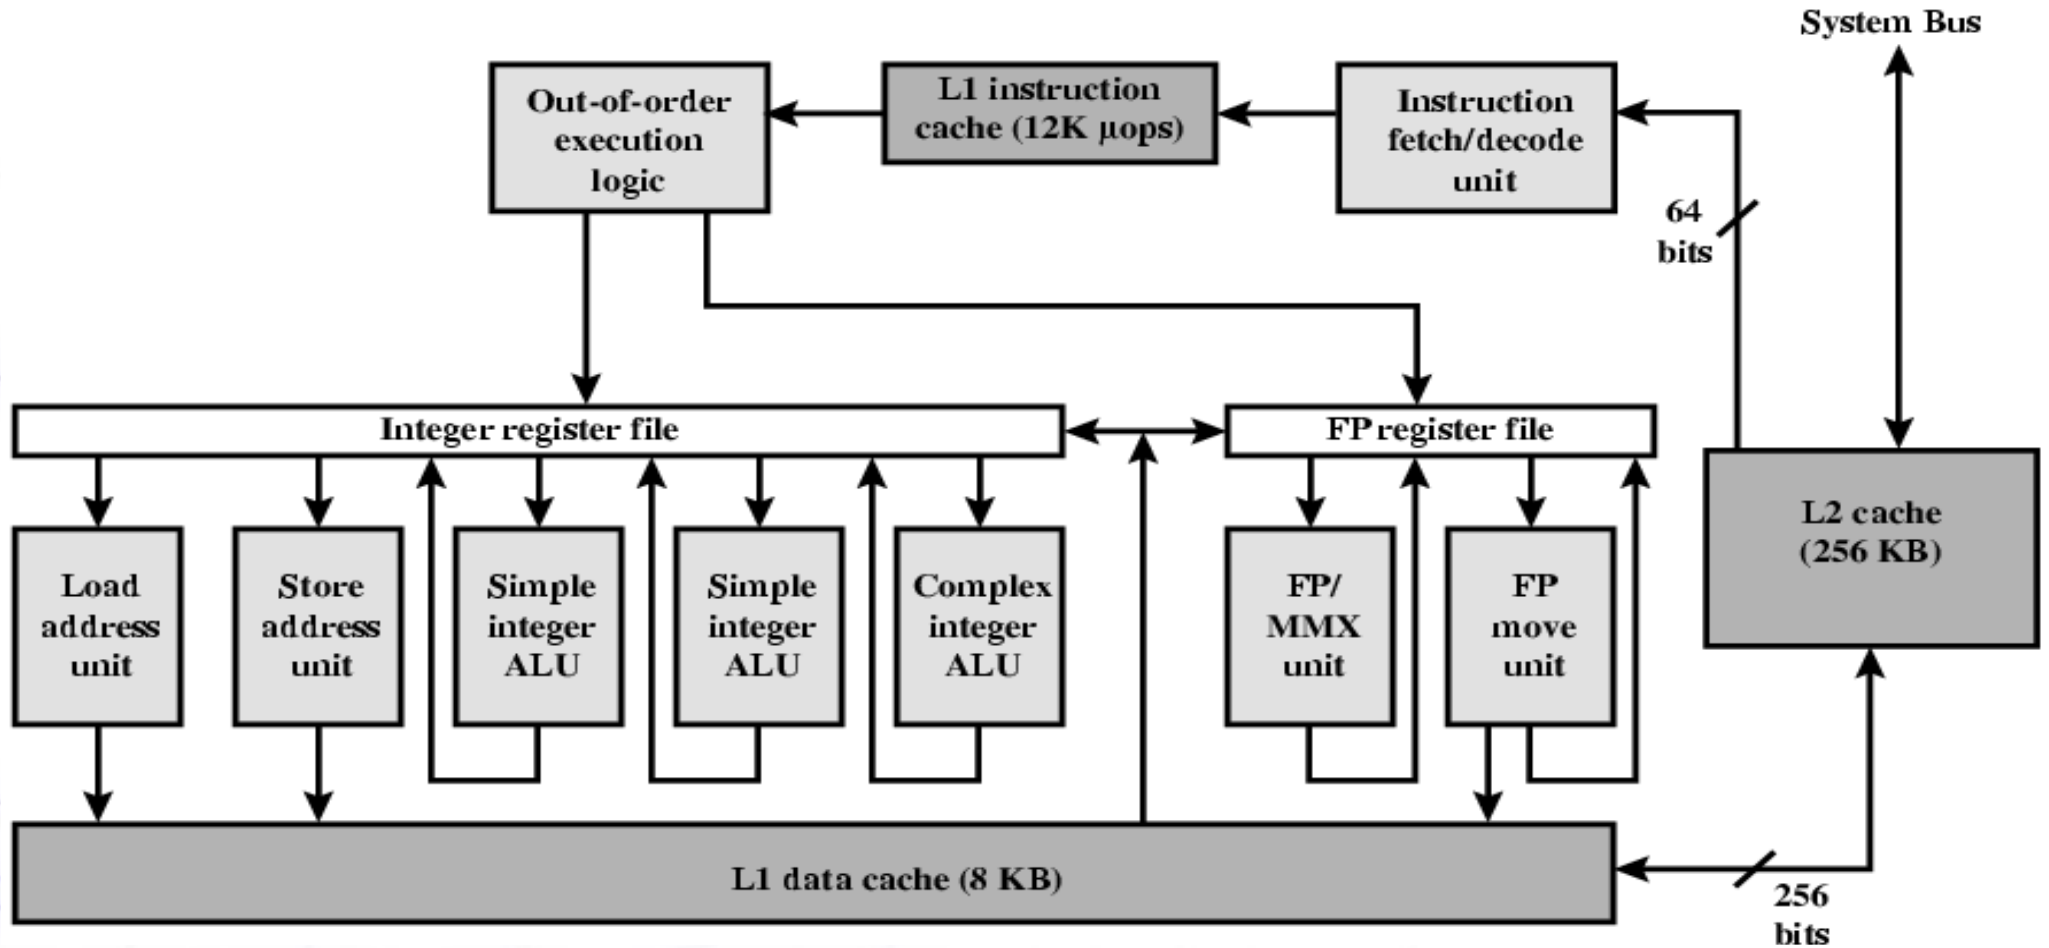 System Bus
Out-of-order
execution
logic
L1 instruction
cache (12K µops)
Instruction
fetch/decode
unit
64
bits
Integer register file
FP register file
L2 cache
(256 KB)
Load
address
unit
Store
address
unit
Simple
integer
ALU
Simple
integer
ALU
Complex
integer
ALU
FP/
MMX
unit
FP
move
unit
L1 data cache (8 KB)
256
bits